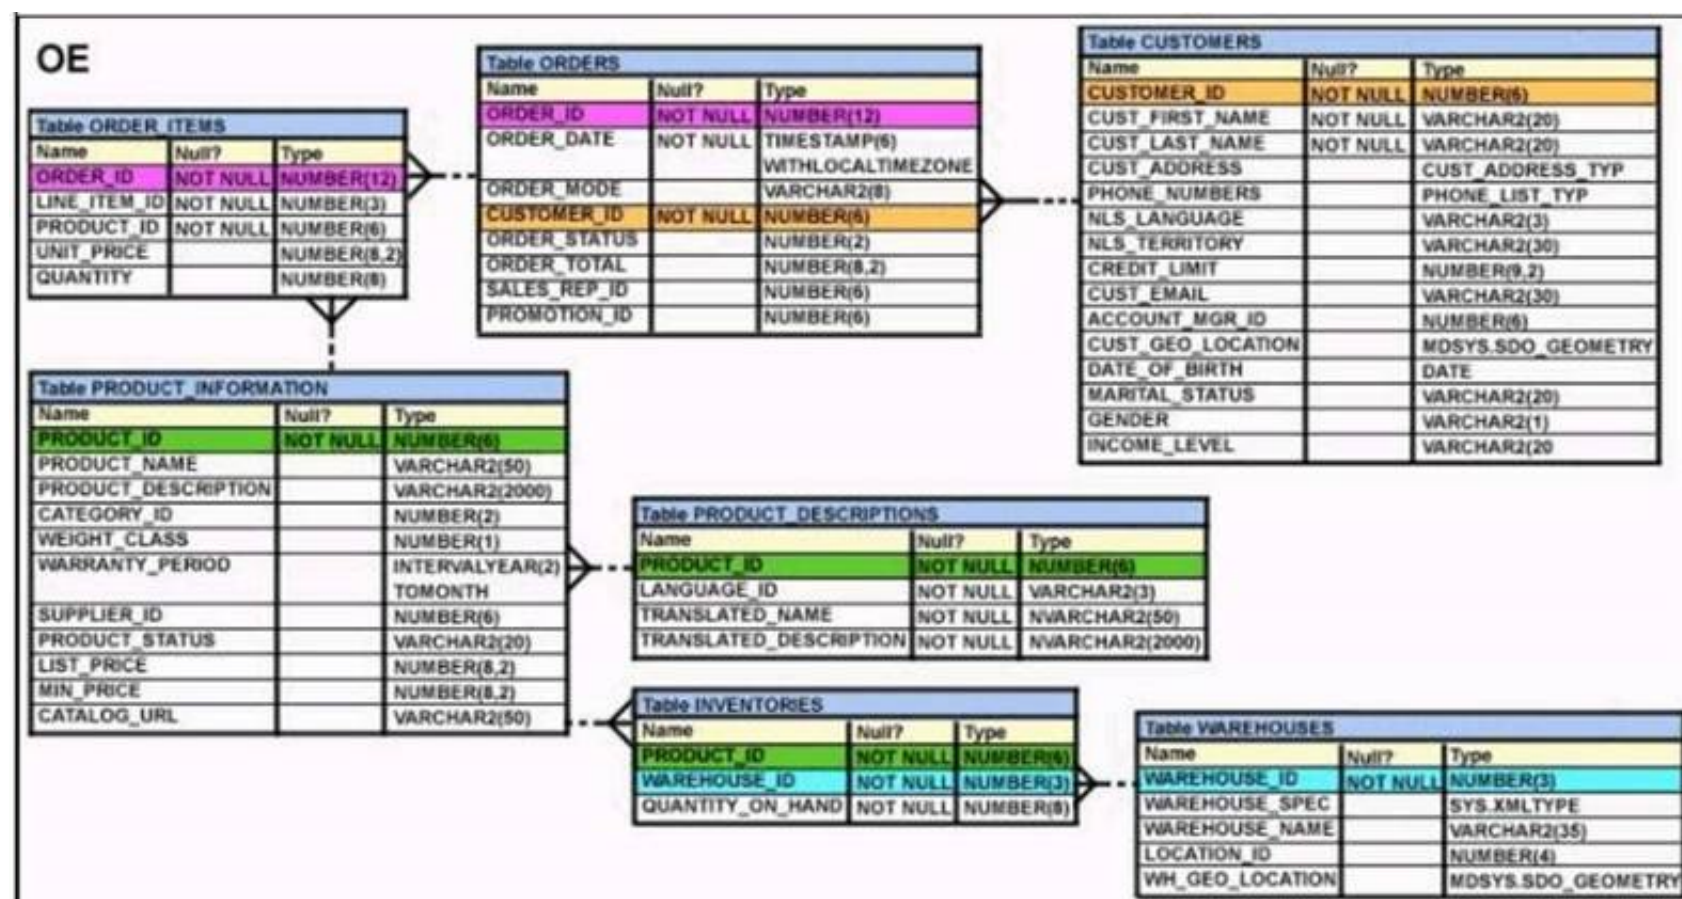 OE
Table ORDER_ITEMS
Name Null? Type
ORDER_ID NOT NULL NUMBER(12)
LINE_ITEM_ID NOT NULL NUMBER(3)
PRODUCT_ID NOT NULL NUMBER(6)
UNIT_PRICE NUMBER(8,2)
QUANTITY NUMBER(8)
Table ORDERS
Name Null? Type
ORDER_ID NOT NULL NUMBER(12)
ORDER_DATE NOT NULL TIMESTAMP(6)
WITHLOCALTIMEZONE
ORDER_MODE VARCHAR2(8)
CUSTOMER_ID NOT NULL NUMBER(6)
ORDER_STATUS NUMBER(2)
ORDER_TOTAL NUMBER(8,2)
SALES_REP_ID NUMBER(6)
PROMOTION_ID NUMBER(6)
Table CUSTOMERS
Name Null? Type
CUSTOMER_ID NOT NULL NUMBER(6)
CUST_FIRST_NAME NOT NULL VARCHAR2(20)
CUST_LAST_NAME NOT NULL VARCHAR2(20)
CUST_ADDRESS CUST_ADDRESS_TYP
PHONE_NUMBERS PHONE_LIST_TYP
NLS_LANGUAGE VARCHAR2(3)
NLS_TERRITORY VARCHAR2(30)
CREDIT_LIMIT NUMBER(9,2)
CUST_EMAIL VARCHAR2(30)
ACCOUNT_MGR_ID NUMBER(6)
CUST_GEO_LOCATION MDSYS.SDO_GEOMETRY
DATE_OF_BIRTH DATE
MARITAL_STATUS VARCHAR2(20)
GENDER VARCHAR2(1)
INCOME_LEVEL VARCHAR2(20
Table PRODUCT_INFORMATION
Name Null? Type
PRODUCT_ID NOT NULL NUMBER(6)
PRODUCT_NAME VARCHAR2(50)
PRODUCT_DESCRIPTION VARCHAR2(2000)
CATEGORY_ID NUMBER(2)
WEIGHT_CLASS NUMBER(1)
WARRANTY_PERIOD INTERVALYEAR(2)
TOMONTH
SUPPLIER_ID NUMBER(6)
PRODUCT_STATUS VARCHAR2(20)
LIST_PRICE NUMBER(8,2)
MIN_PRICE NUMBER(8,2)
CATALOG_URL VARCHAR2(50)
Table PRODUCT_DESCRIPTIONS
Name Null? Type
PRODUCT_ID NOT NULL NUMBER(6)
LANGUAGE_ID NOT NULL VARCHAR2(3)
TRANSLATED_NAME NOT NULL NVARCHAR2(50)
TRANSLATED_DESCRIPTION NOT NULL NVARCHAR2(2000)
Table INVENTORIES
Name Null? Type
PRODUCT_ID NOT NULL NUMBER(6)
WAREHOUSE_ID NOT NULL NUMBER(3)
QUANTITY_ON_HAND NOT NULL NUMBER(8)
Table WAREHOUSES
Name Null? Type
WAREHOUSE_ID NOT NULL NUMBER(3)
WAREHOUSE_SPEC SYS.XMLTYPE
WAREHOUSE_NAME VARCHAR2(35)
LOCATION_ID NUMBER(4)
WH_GEO_LOCATION MDSYS.SDO_GEOMETRY